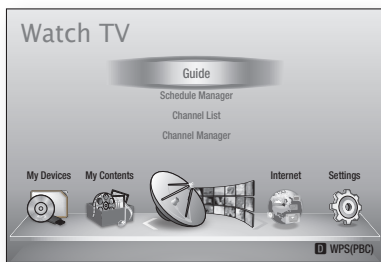 Watch TV
Guide
Schedule Manager
Channel List
Channel Manager
My Devices My Contents Internet Settings
D WPS(PBC)